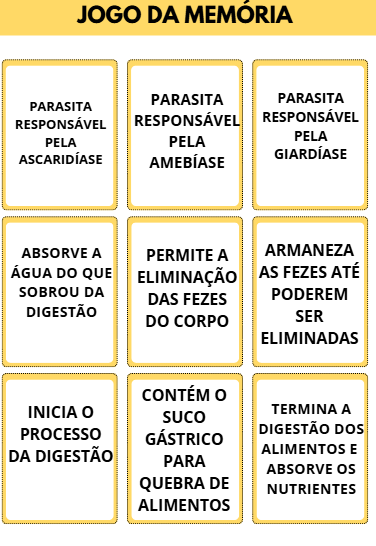 JOGO DA MEMÓRIA
PARASITA
RESPONSÁVEL
PELA
ASCARIDÍASE
PARASITA
RESPONSÁVEL
PELA
AMEBÍASE
PARASITA
RESPONSÁVEL
PELA
GIARDÍASE
ABSORVE A
ÁGUA DO QUE
SOBROU DA
DIGESTÃO
PERMITE A
ELIMINAÇÃO
DAS FEZES
DO CORPO
ARMANEZA
AS FEZES ATÉ
PODEREM
SER
ELIMINADAS
INICIA O
PROCESSO
DA DIGESTÃO
CONTÉM O
SUCO
GÁSTRICO
PARA
QUEBRA DE
ALIMENTOS
TERMINA A
DIGESTÃO DOS
ALIMENTOS E
ABSORVE OS
NUTRIENTES